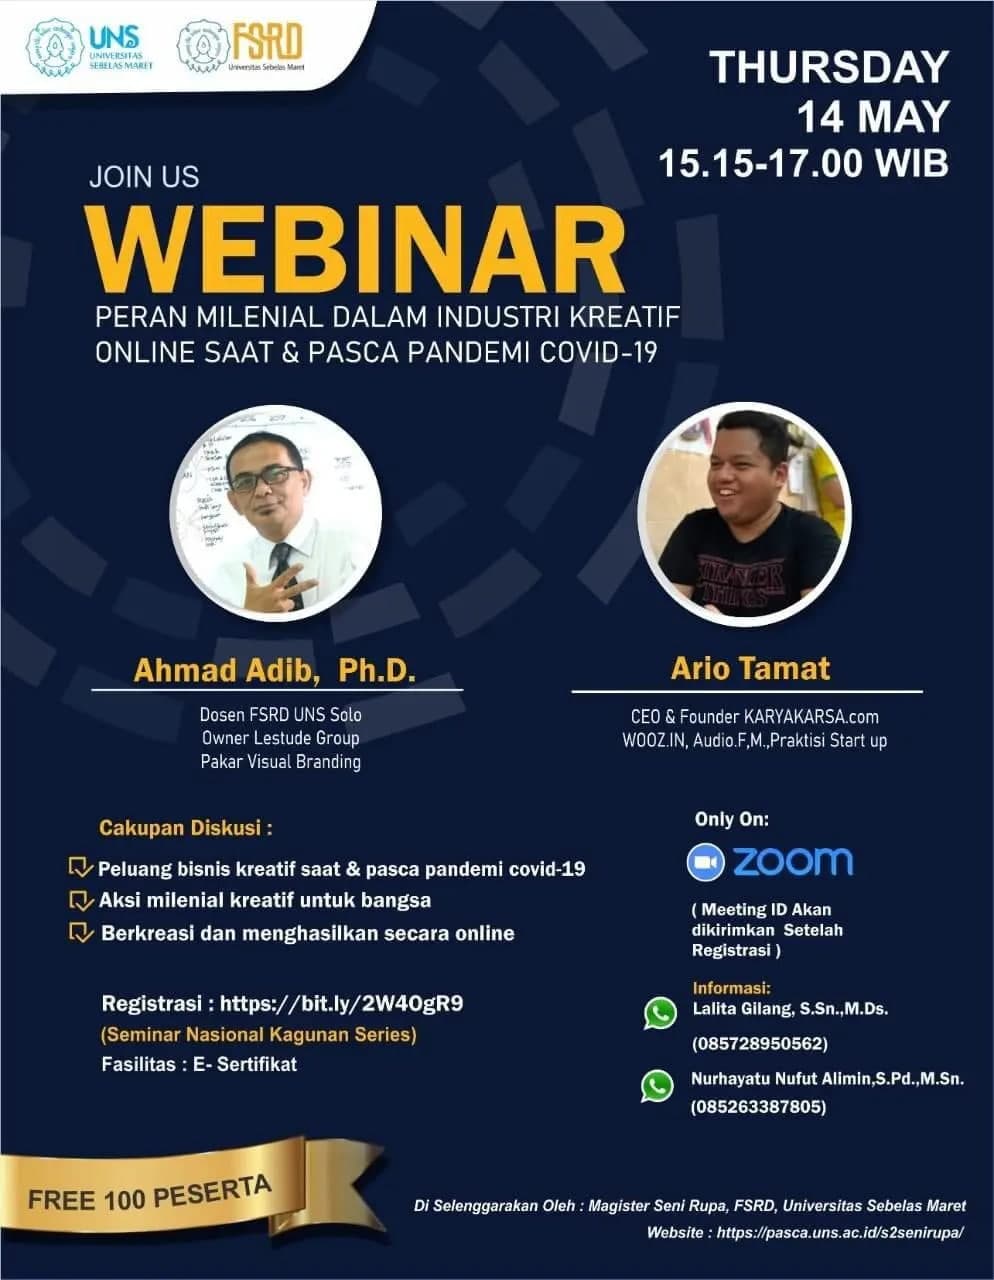 UNS
UNIVERSITAS
SEBELAS MARET
FSRD
Universitas Sebelas Maret
THURSDAY
14 MAY
15.15-17.00 WIB
JOIN US
WEBINAR
PERAN MILENIAL DALAM INDUSTRI KREATIF
ONLINE SAAT & PASCA PANDEMI COVID-19
STRANGER
THINGS
Ahmad Adib, Ph.D.
Dosen FSRD UNS Solo
Owner Lestude Group
Pakar Visual Branding
Ario Tamat
CEO & Founder KARYAKARSA.com
WOOZ.IN, Audio.F,M.,Praktisi Start up
Cakupan Diskusi :
Peluang bisnis kreatif saat & pasca pandemi covid-19
Aksi milenial kreatif untuk bangsa
Berkreasi dan menghasilkan secara online
Registrasi : https://bit.ly/2W4OgR9
(Seminar Nasional Kagunan Series)
Fasilitas : E- Sertifikat
Only On:
zoom
( Meeting ID Akan
dikirimkan Setelah
Registrasi )
Informasi:
Lalita Gilang, S.Sn.,M.Ds.
(085728950562)
Nurhayatu Nufut Alimin,S.Pd.,M.Sn.
(085263387805)
FREE 100 PESERTA
Di Selenggarakan Oleh : Magister Seni Rupa, FSRD, Universitas Sebelas Maret
Website : https://pasca.uns.ac.id/s2senirupa/